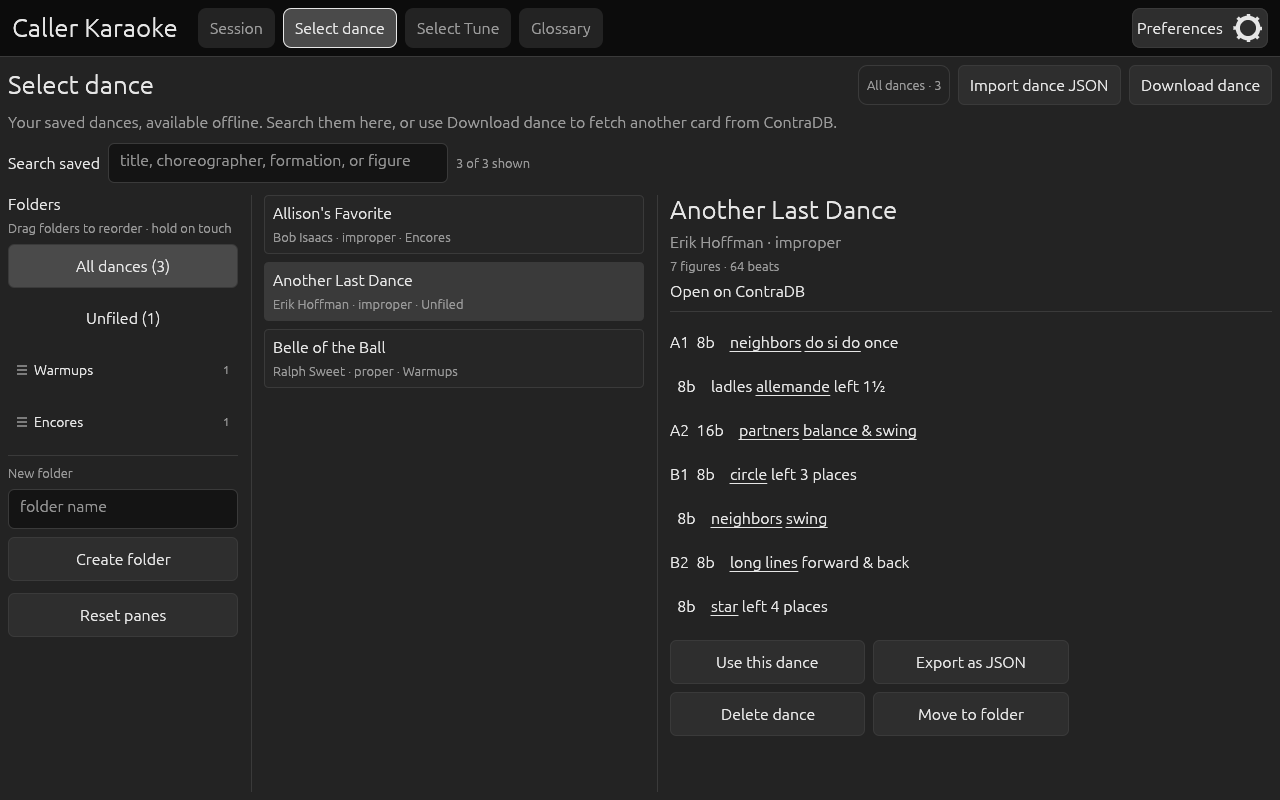 Caller Karaoke Session Select dance Select Tune Glossary Preferences
Select dance All dances · 3 Import dance JSON Download dance
Your saved dances, available offline. Search them here, or use Download dance to fetch another card from ContraDB.
Search saved title, choreographer, formation, or figure 3 of 3 shown
Folders
Drag folders to reorder · hold on touch
All dances (3)
Unfiled (1)
Warmups 1
Encores 1
New folder
folder name
Create folder
Reset panes
Allison's Favorite
Bob Isaacs · improper · Encores
Another Last Dance
Erik Hoffman · improper · Unfiled
Belle of the Ball
Ralph Sweet · proper · Warmups
Another Last Dance
Erik Hoffman · improper
7 figures · 64 beats
Open on ContraDB
A1 8b neighbors do si do once
8b ladles allemande left 1½
A2 16b partners balance & swing
B1 8b circle left 3 places
8b neighbors swing
B2 8b long lines forward & back
8b star left 4 places
Use this dance Export as JSON
Delete dance Move to folder